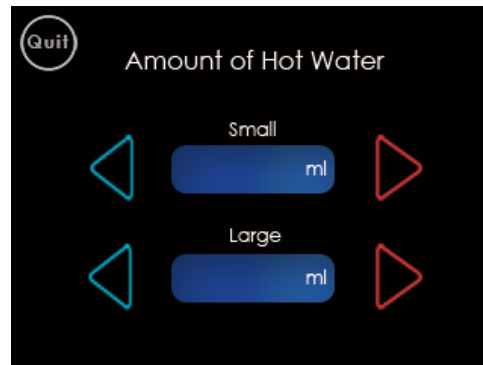 Quit
Amount of Hot Water
Small
ml
Large
ml